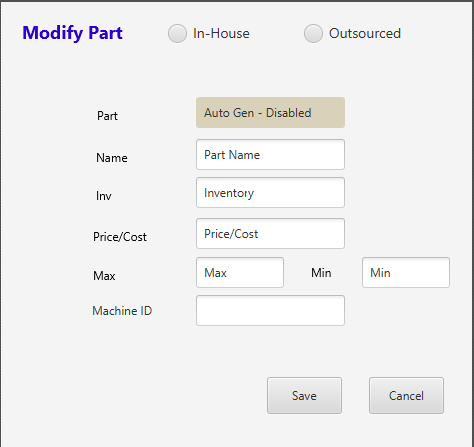 Modify Part In-House Outsourced
Part Auto Gen - Disabled
Name Part Name
Inv Inventory
Price/Cost Price/Cost
Max Max Min Min
Machine ID
Save Cancel